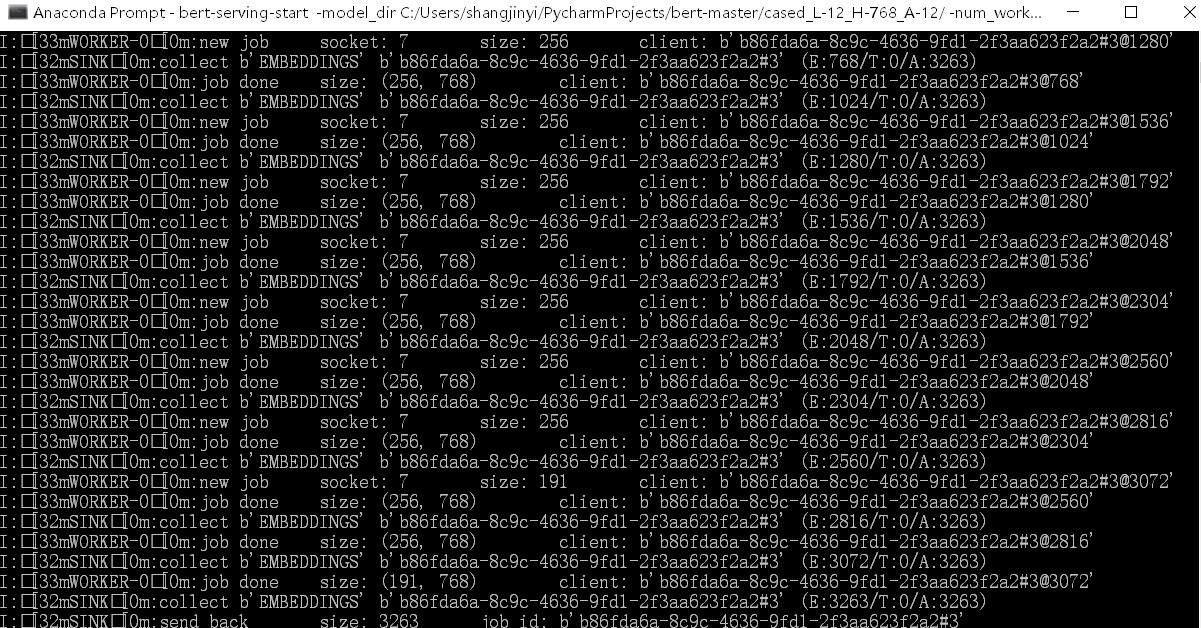 Anaconda Prompt - bert-serving-start -model_dir C:/Users/shangjinyi/PycharmProjects/bert-master/cased_L-12_H-768_A-12/ -num_work...
I:□[33mWORKER-0□[0m:new job socket: 7 size: 256 client: b'b86fda6a-8c9c-4636-9fd1-2f3aa623f2a2#3@1280'
I:□[32mSINK□[0m:collect b'EMBEDDINGS' b'b86fda6a-8c9c-4636-9fd1-2f3aa623f2a2#3' (E:768/T:0/A:3263)
I:□[33mWORKER-0□[0m:job done size: (256, 768) client: b'b86fda6a-8c9c-4636-9fd1-2f3aa623f2a2#3@768'
I:□[32mSINK□[0m:collect b'EMBEDDINGS' b'b86fda6a-8c9c-4636-9fd1-2f3aa623f2a2#3' (E:1024/T:0/A:3263)
I:□[33mWORKER-0□[0m:new job socket: 7 size: 256 client: b'b86fda6a-8c9c-4636-9fd1-2f3aa623f2a2#3@1536'
I:□[33mWORKER-0□[0m:job done size: (256, 768) client: b'b86fda6a-8c9c-4636-9fd1-2f3aa623f2a2#3@1024'
I:□[32mSINK□[0m:collect b'EMBEDDINGS' b'b86fda6a-8c9c-4636-9fd1-2f3aa623f2a2#3' (E:1280/T:0/A:3263)
I:□[33mWORKER-0□[0m:new job socket: 7 size: 256 client: b'b86fda6a-8c9c-4636-9fd1-2f3aa623f2a2#3@1792'
I:□[33mWORKER-0□[0m:job done size: (256, 768) client: b'b86fda6a-8c9c-4636-9fd1-2f3aa623f2a2#3@1280'
I:□[32mSINK□[0m:collect b'EMBEDDINGS' b'b86fda6a-8c9c-4636-9fd1-2f3aa623f2a2#3' (E:1536/T:0/A:3263)
I:□[33mWORKER-0□[0m:new job socket: 7 size: 256 client: b'b86fda6a-8c9c-4636-9fd1-2f3aa623f2a2#3@2048'
I:□[33mWORKER-0□[0m:job done size: (256, 768) client: b'b86fda6a-8c9c-4636-9fd1-2f3aa623f2a2#3@1536'
I:□[32mSINK□[0m:collect b'EMBEDDINGS' b'b86fda6a-8c9c-4636-9fd1-2f3aa623f2a2#3' (E:1792/T:0/A:3263)
I:□[33mWORKER-0□[0m:new job socket: 7 size: 256 client: b'b86fda6a-8c9c-4636-9fd1-2f3aa623f2a2#3@2304'
I:□[33mWORKER-0□[0m:job done size: (256, 768) client: b'b86fda6a-8c9c-4636-9fd1-2f3aa623f2a2#3@1792'
I:□[32mSINK□[0m:collect b'EMBEDDINGS' b'b86fda6a-8c9c-4636-9fd1-2f3aa623f2a2#3' (E:2048/T:0/A:3263)
I:□[33mWORKER-0□[0m:new job socket: 7 size: 256 client: b'b86fda6a-8c9c-4636-9fd1-2f3aa623f2a2#3@2560'
I:□[33mWORKER-0□[0m:job done size: (256, 768) client: b'b86fda6a-8c9c-4636-9fd1-2f3aa623f2a2#3@2048'
I:□[32mSINK□[0m:collect b'EMBEDDINGS' b'b86fda6a-8c9c-4636-9fd1-2f3aa623f2a2#3' (E:2304/T:0/A:3263)
I:□[33mWORKER-0□[0m:new job socket: 7 size: 256 client: b'b86fda6a-8c9c-4636-9fd1-2f3aa623f2a2#3@2816'
I:□[33mWORKER-0□[0m:job done size: (256, 768) client: b'b86fda6a-8c9c-4636-9fd1-2f3aa623f2a2#3@2304'
I:□[32mSINK□[0m:collect b'EMBEDDINGS' b'b86fda6a-8c9c-4636-9fd1-2f3aa623f2a2#3' (E:2560/T:0/A:3263)
I:□[33mWORKER-0□[0m:new job socket: 7 size: 191 client: b'b86fda6a-8c9c-4636-9fd1-2f3aa623f2a2#3@3072'
I:□[33mWORKER-0□[0m:job done size: (256, 768) client: b'b86fda6a-8c9c-4636-9fd1-2f3aa623f2a2#3@2560'
I:□[32mSINK□[0m:collect b'EMBEDDINGS' b'b86fda6a-8c9c-4636-9fd1-2f3aa623f2a2#3' (E:2816/T:0/A:3263)
I:□[33mWORKER-0□[0m:job done size: (256, 768) client: b'b86fda6a-8c9c-4636-9fd1-2f3aa623f2a2#3@2816'
I:□[32mSINK□[0m:collect b'EMBEDDINGS' b'b86fda6a-8c9c-4636-9fd1-2f3aa623f2a2#3' (E:3072/T:0/A:3263)
I:□[33mWORKER-0□[0m:job done size: (191, 768) client: b'b86fda6a-8c9c-4636-9fd1-2f3aa623f2a2#3@3072'
I:□[32mSINK□[0m:collect b'EMBEDDINGS' b'b86fda6a-8c9c-4636-9fd1-2f3aa623f2a2#3' (E:3263/T:0/A:3263)
I:□[32mSINK□[0m:send back size: 3263 job id: b'b86fda6a-8c9c-4636-9fd1-2f3aa623f2a2#3'